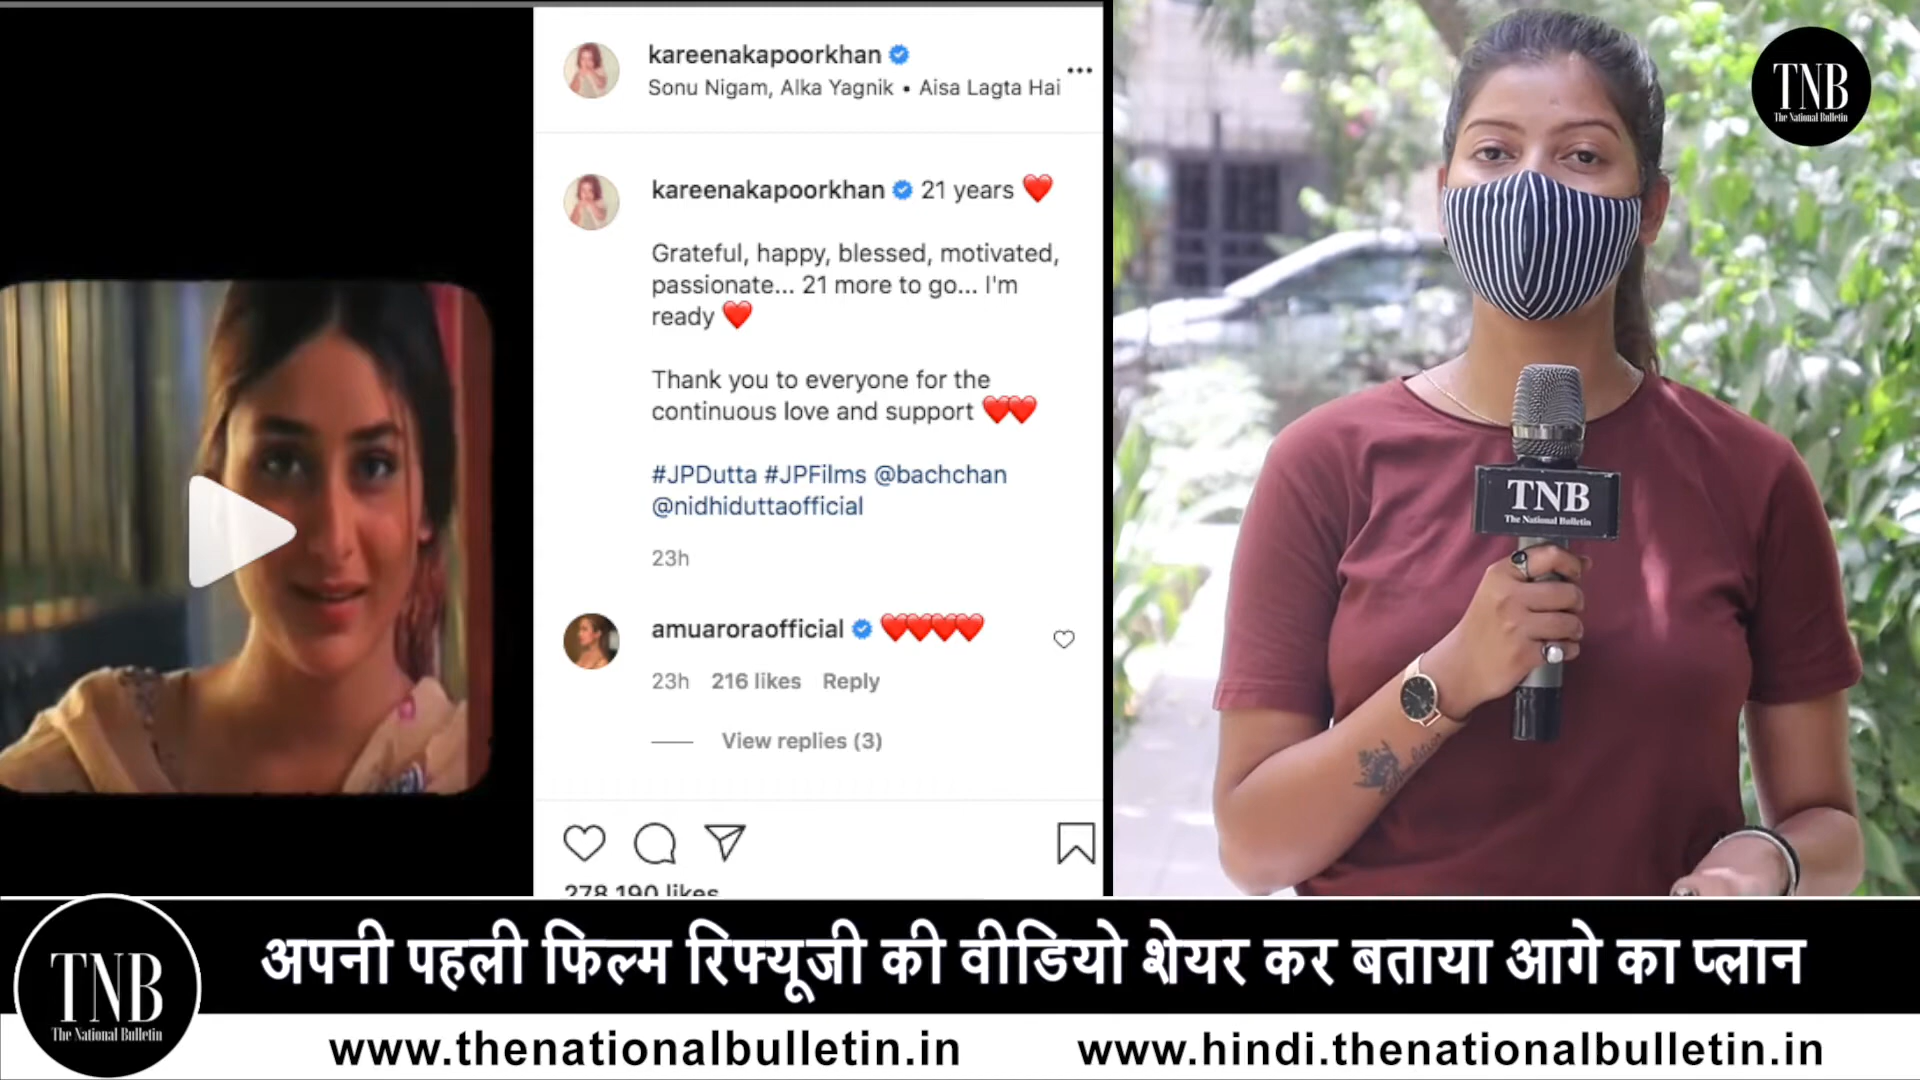 kareenakapoorkhan
Sonu Nigam, Alka Yagnik • Aisa Lagta Hai
kareenakapoorkhan 21 years ❤️
Grateful, happy, blessed, motivated,
passionate... 21 more to go... I'm
ready ❤️
Thank you to everyone for the
continuous love and support ❤️❤️
#JPDutta #JPFilms @bachchan
@nidhiduttaofficial
23h
amuaroraofficial ❤️❤️❤️❤️
23h 216 likes Reply
View replies (3)
278,190 likes
TNB
The National Bulletin
TNB
The National Bulletin
TNB
The National Bulletin
अपनी पहली फिल्म रिफ्यूजी की वीडियो शेयर कर बताया आगे का प्लान
www.thenationalbulletin.in
www.hindi.thenationalbulletin.in